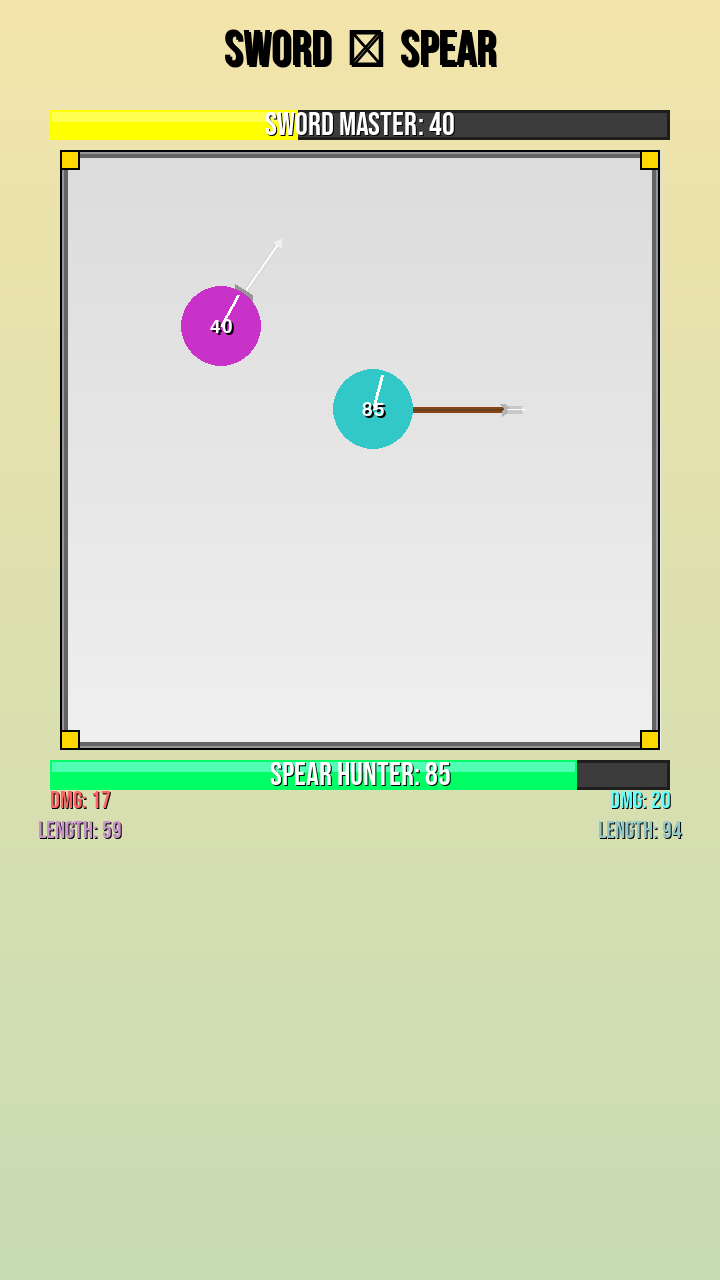 SWORD ☒ SPEAR
SWORD MASTER: 40
40
85
SPEAR HUNTER: 85
DMG: 17 DMG: 20
LENGTH: 59 LENGTH: 94